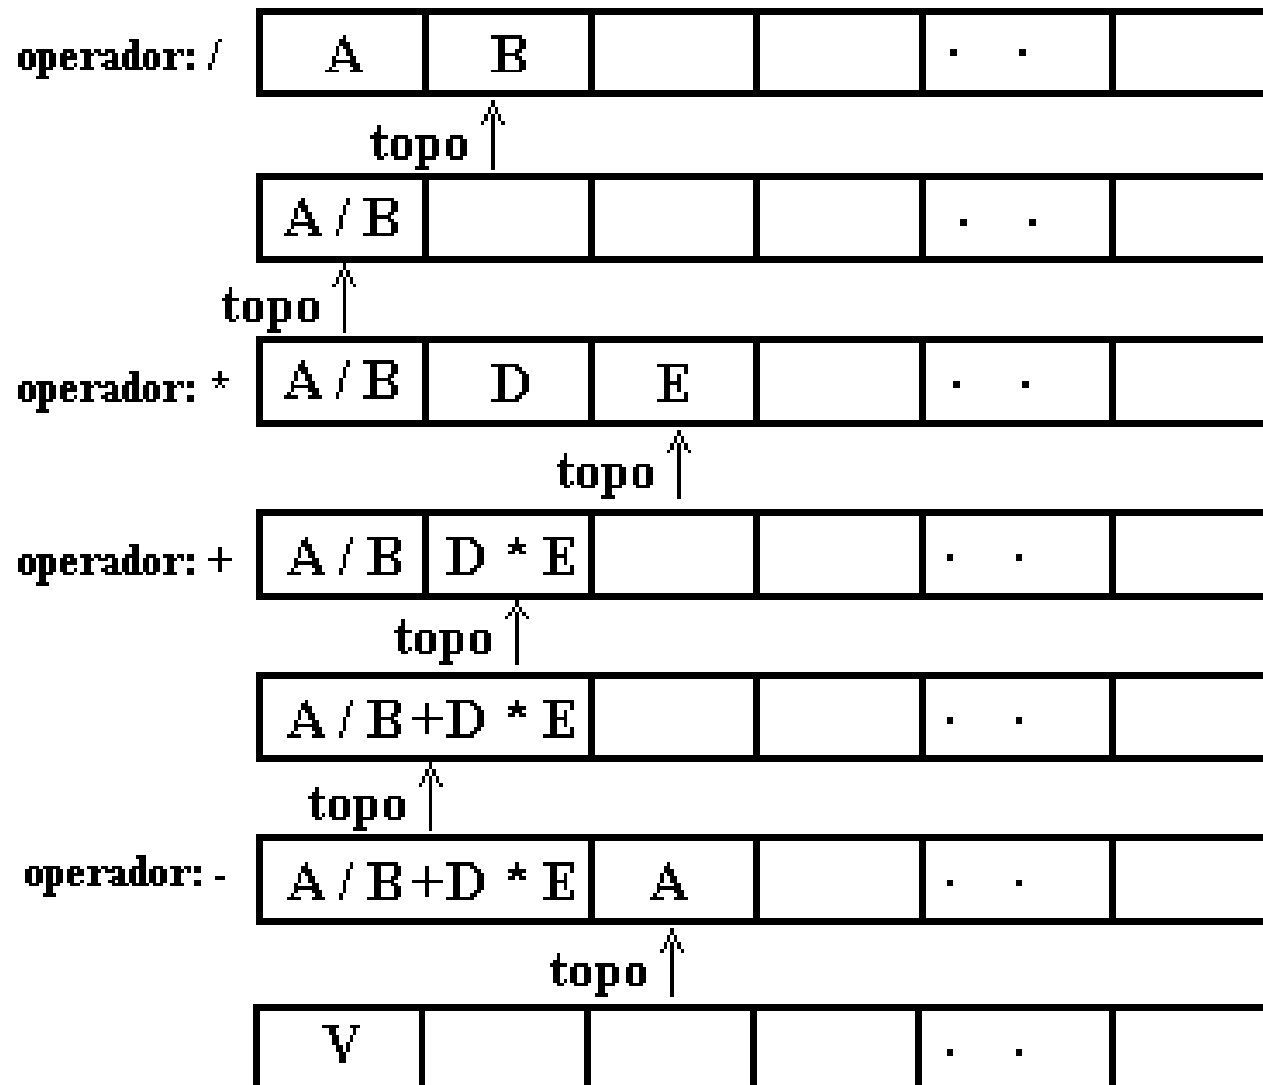 operador: / A B . .
topo
A / B . .
topo
operador: * A / B D E . .
topo
operador: + A / B D * E . .
topo
A / B+D * E . .
topo
operador: - A / B+D * E A . .
topo
V . .